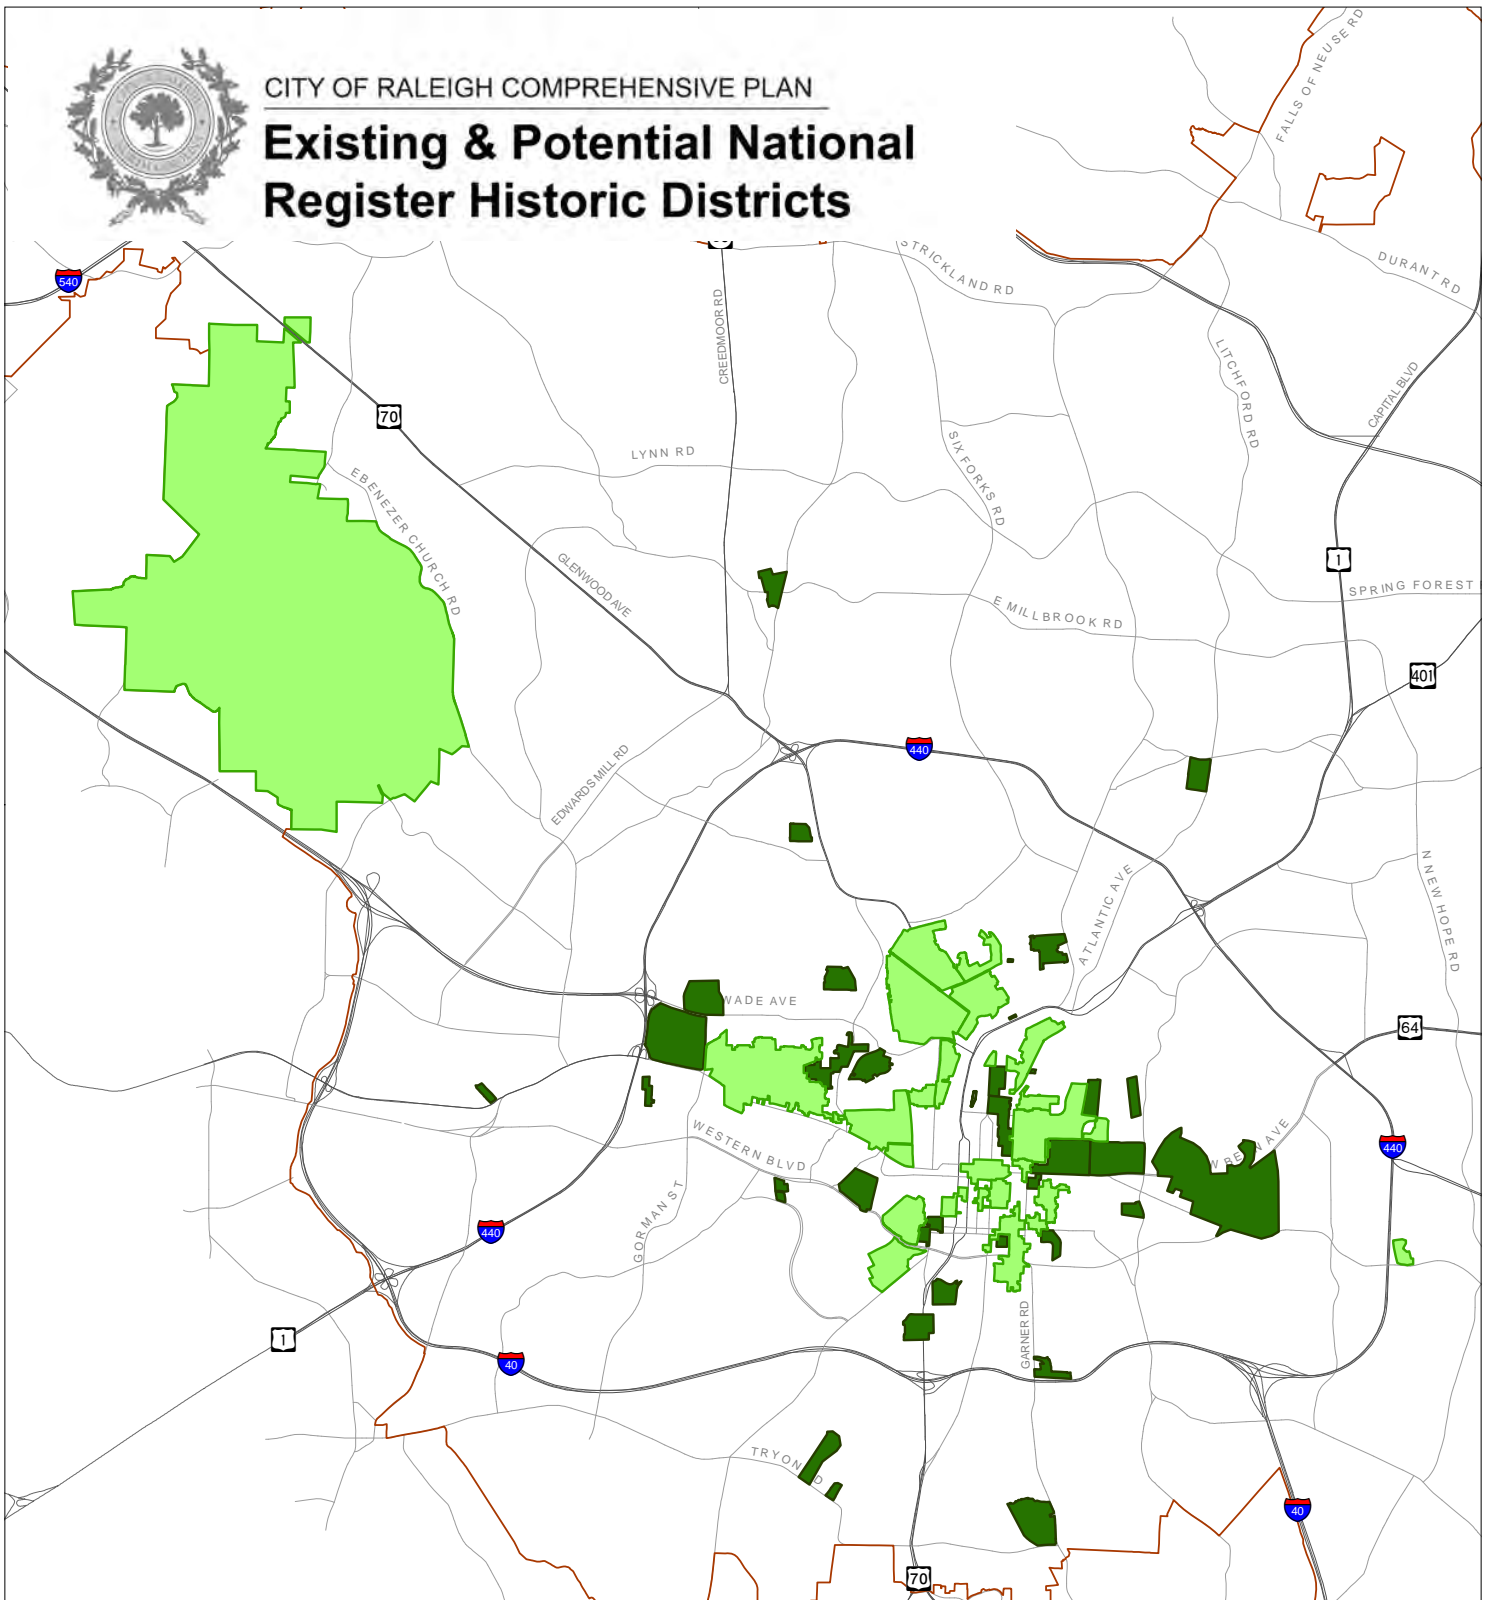 CITY OF RALEIGH COMPREHENSIVE PLAN
Existing & Potential National
Register Historic Districts
FALLS OF NEUSE RD
STRICKLAND RD
DURANT RD
540
CREEDMOOR RD
LITCHFORD RD
CAPITAL BLVD
70
LYNN RD
SIX FORKS RD
EBENEZER CHURCH RD
GLENWOOD AVE
1
SPRING FOREST
E MILLBROOK RD
401
440
EDWARDS MILL RD
ATLANTIC AVE
N NEW HOPE RD
WADE AVE
64
WESTERN BLVD
W BERN AVE
440
GORMAN ST
440
1
40
GARNER RD
TRYON
40
70